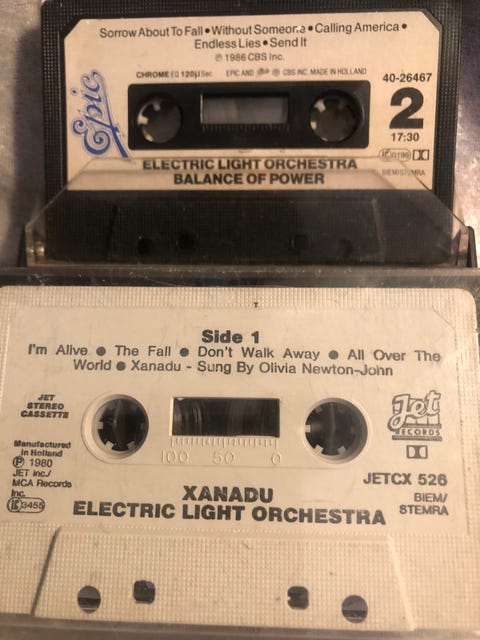 Sorrow About To Fall • Without Someone • Calling America •
Endless Lies • Send It
℗ 1986 CBS Inc.
CHROME EQ 120µ Sec EPIC AND CBS INC. MADE IN HOLLAND
40-26467
Epic
2
17:30
ELECTRIC LIGHT ORCHESTRA
BALANCE OF POWER
BIEM/STEMRA
Side 1
I'm Alive ● The Fall ● Don't Walk Away ● All Over The
World ● Xanadu - Sung By Olivia Newton-John
JET
STEREO
CASSETTE
Manufactured
in Holland
℗ 1980
JET Inc./
MCA Records
Inc.
LC 3455
100 50 0
Jet
RECORDS
JETCX 526
BIEM/
STEMRA
XANADU
ELECTRIC LIGHT ORCHESTRA